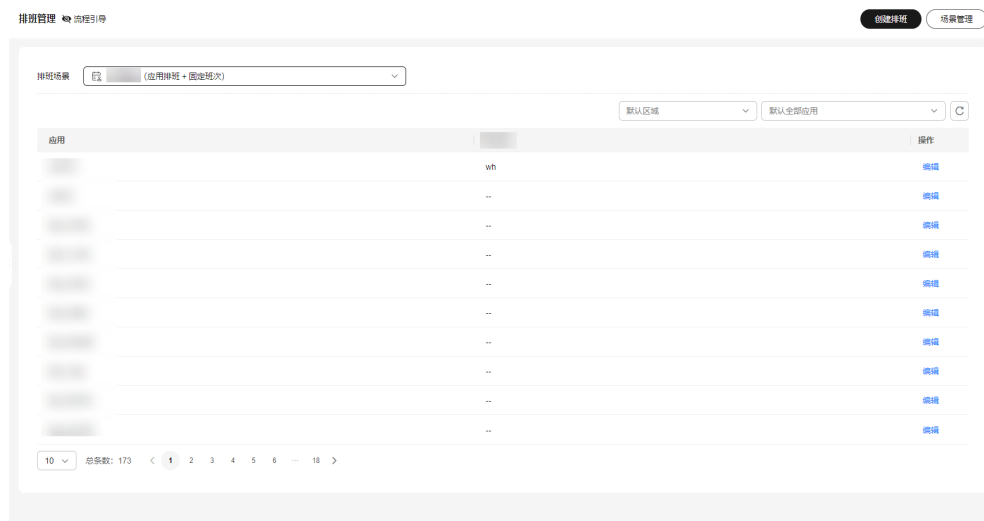 排班管理 流程引导 创建排班 场景管理
排班场景 (应用排班 + 固定班次)
默认区域 默认全部应用
应用 操作
wh 编辑
-- 编辑
-- 编辑
-- 编辑
-- 编辑
-- 编辑
-- 编辑
-- 编辑
-- 编辑
-- 编辑
10 总条数: 173 < 1 2 3 4 5 6 ··· 18 >